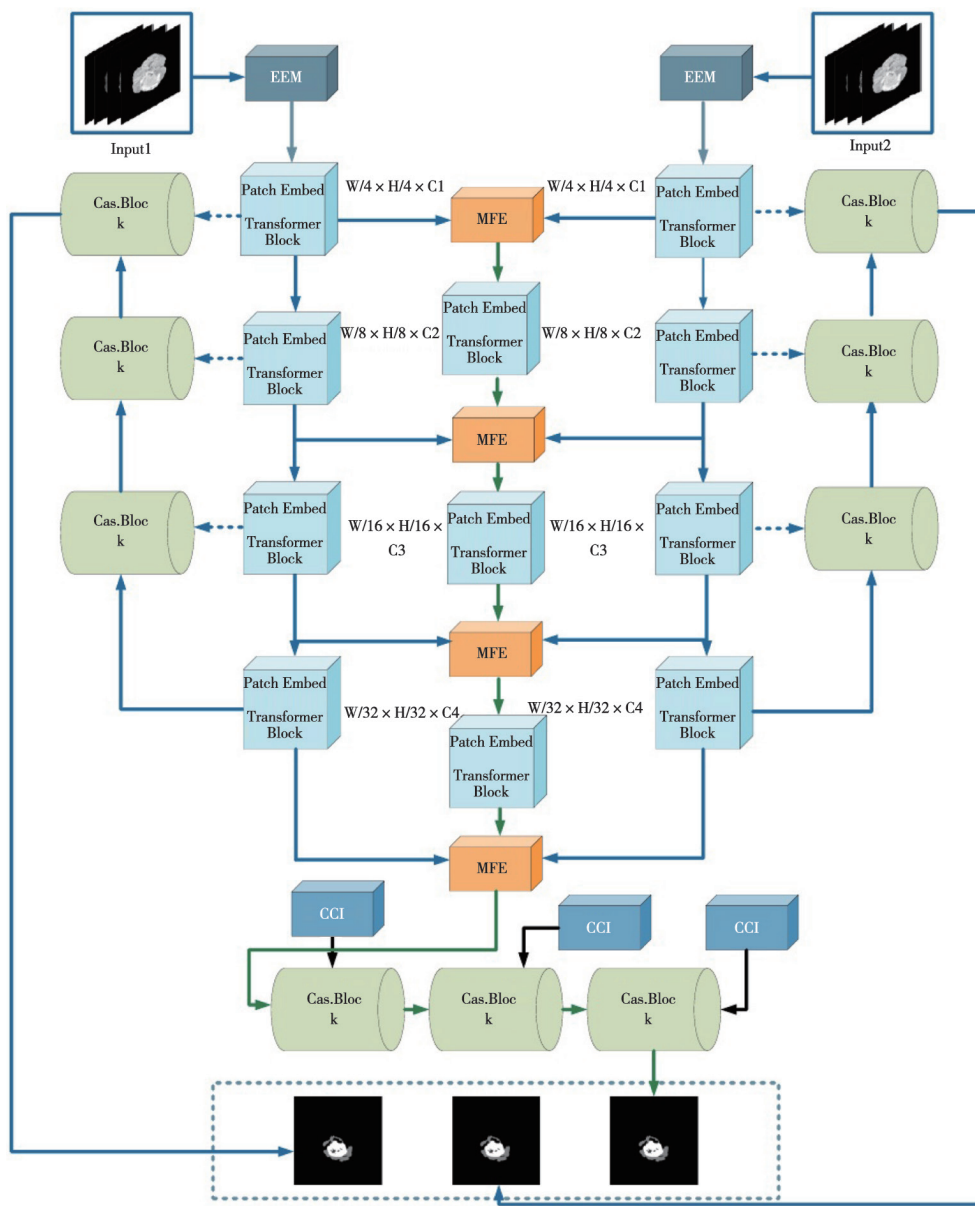 EEM
EEM
Input1
Input2
Cas.Bloc
k
Patch Embed
Transformer
Block
W/4 × H/4 × C1
MFE
W/4 × H/4 × C1
Patch Embed
Transformer
Block
Cas.Bloc
k
Cas.Bloc
k
Patch Embed
Transformer
Block
W/8 × H/8 × C2
Patch Embed
Transformer
Block
W/8 × H/8 × C2
Patch Embed
Transformer
Block
Cas.Bloc
k
MFE
Cas.Bloc
k
Patch Embed
Transformer
Block
W/16 × H/16 ×
C3
Patch Embed
Transformer
Block
W/16 × H/16 ×
C3
Patch Embed
Transformer
Block
Cas.Bloc
k
MFE
Patch Embed
Transformer
Block
W/32 × H/32 × C4
Patch Embed
Transformer
Block
W/32 × H/32 × C4
Patch Embed
Transformer
Block
MFE
CCI
CCI
CCI
Cas.Bloc
k
Cas.Bloc
k
Cas.Bloc
k